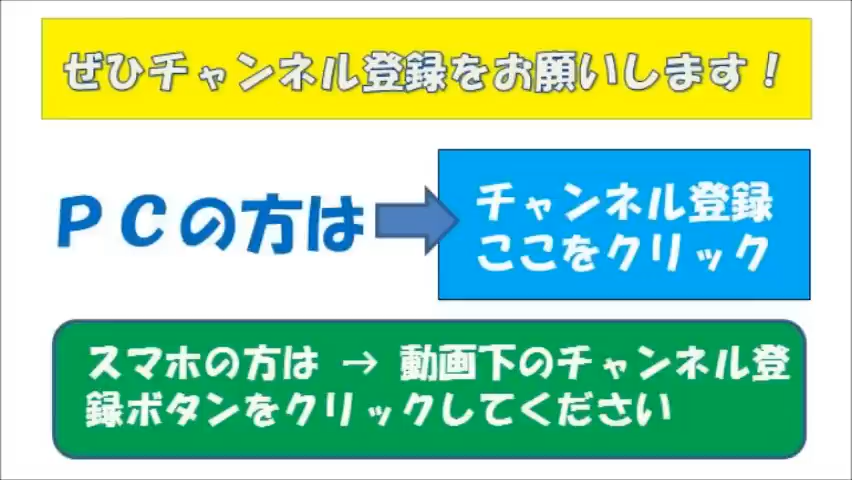 ぜひチャンネル登録をお願いします！
ＰＣの方は
チャンネル登録
ここをクリック
スマホの方は → 動画下のチャンネル登
録ボタンをクリックしてください